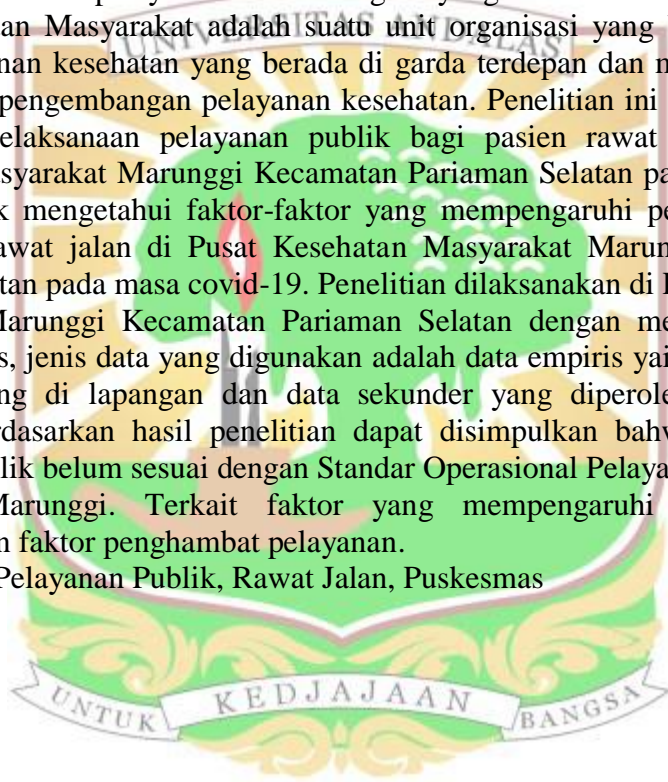 UNIVERSITAS ANDALAS
an Masyarakat adalah suatu unit organisasi yang
nan kesehatan yang berada di garda terdepan dan
pengembangan pelayanan kesehatan. Penelitian ini
elaksanaan pelayanan publik bagi pasien rawat
asyarakat Marunggi Kecamatan Pariaman Selatan pa
k mengetahui faktor-faktor yang mempengaruhi pe
awat jalan di Pusat Kesehatan Masyarakat Marun
tan pada masa covid-19. Penelitian dilaksanakan di
Marunggi Kecamatan Pariaman Selatan dengan me
s, jenis data yang digunakan adalah data empiris yai
ng di lapangan dan data sekunder yang diperole
rdasarkan hasil penelitian dapat disimpulkan bahw
lik belum sesuai dengan Standar Operasional Pelaya
Marunggi. Terkait faktor yang mempengaruhi
n faktor penghambat pelayanan.
Pelayanan Publik, Rawat Jalan, Puskesmas
UNTUK KEDJAJAAN BANGSA